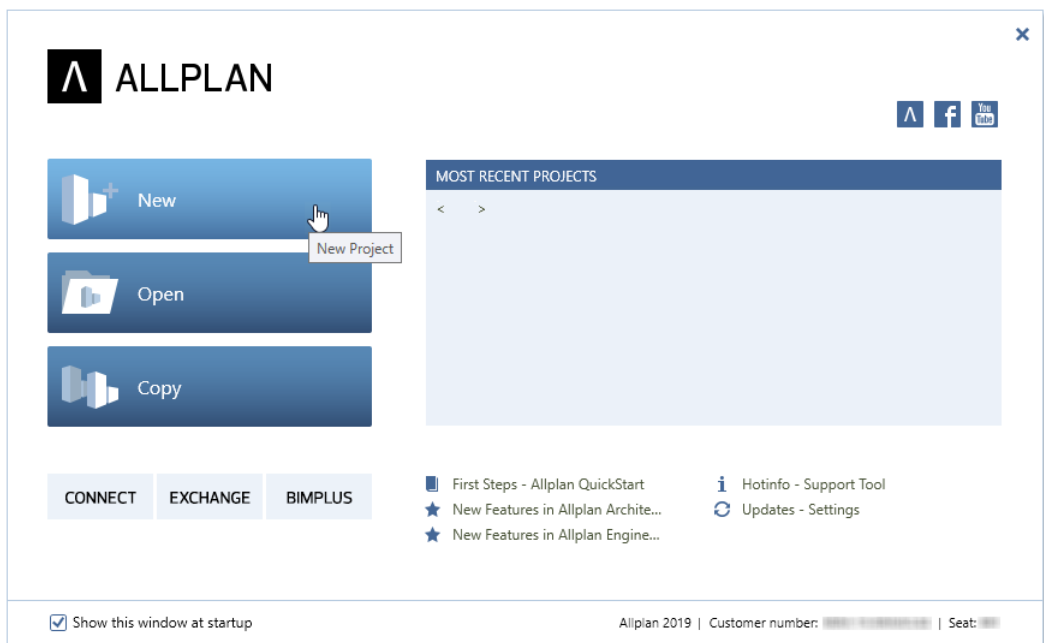 ALLPLAN
You Tube
New
New Project
Open
Copy
MOST RECENT PROJECTS
< >
CONNECT EXCHANGE BIMPLUS
First Steps - Allplan QuickStart
New Features in Allplan Archite...
New Features in Allplan Engine...
Hotinfo - Support Tool
Updates - Settings
Show this window at startup
Allplan 2019 | Customer number: | Seat: